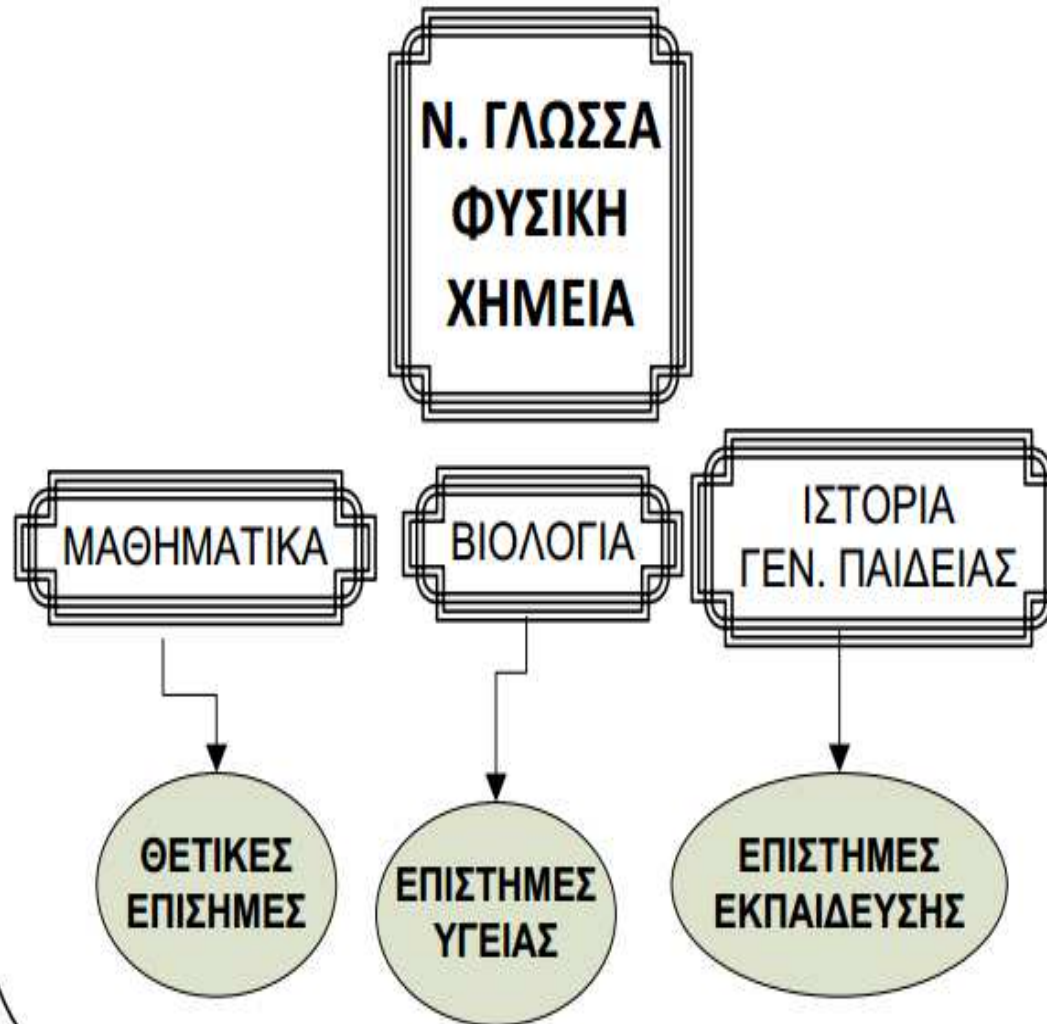 Ν. ΓΛΩΣΣΑ
ΦΥΣΙΚΗ
ΧΗΜΕΙΑ
ΜΑΘΗΜΑΤΙΚΑ
ΒΙΟΛΟΓΙΑ
ΙΣΤΟΡΙΑ
ΓΕΝ. ΠΑΙΔΕΙΑΣ
ΘΕΤΙΚΕΣ
ΕΠΙΣΗΜΕΣ
ΕΠΙΣΤΗΜΕΣ
ΥΓΕΙΑΣ
ΕΠΙΣΤΗΜΕΣ
ΕΚΠΑΙΔΕΥΣΗΣ